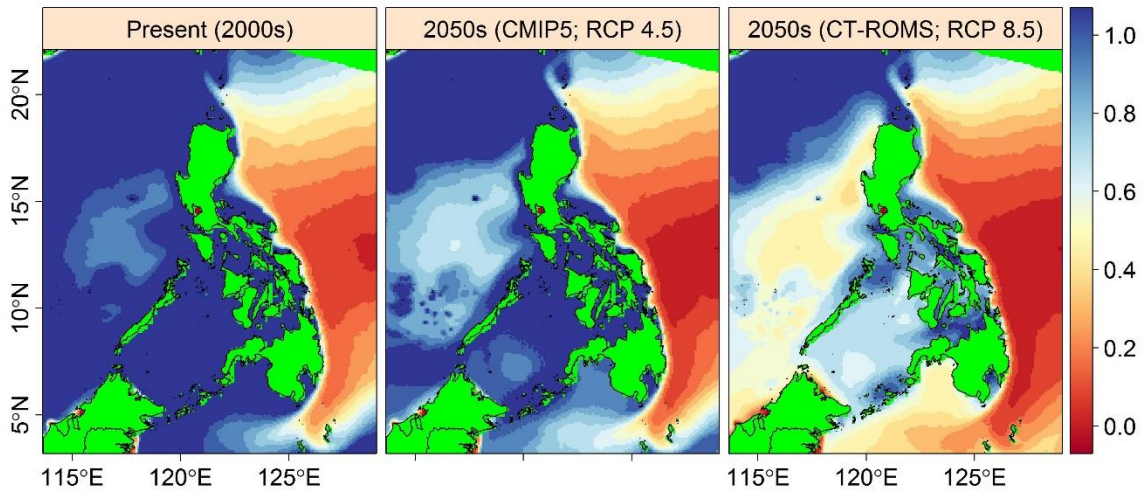 Present (2000s)
2050s (CMIP5; RCP 4.5)
2050s (CT-ROMS; RCP 8.5)
1.0
0.8
0.6
0.4
0.2
0.0
20°N
15°N
10°N
5°N
115°E 120°E 125°E
115°E 120°E 125°E